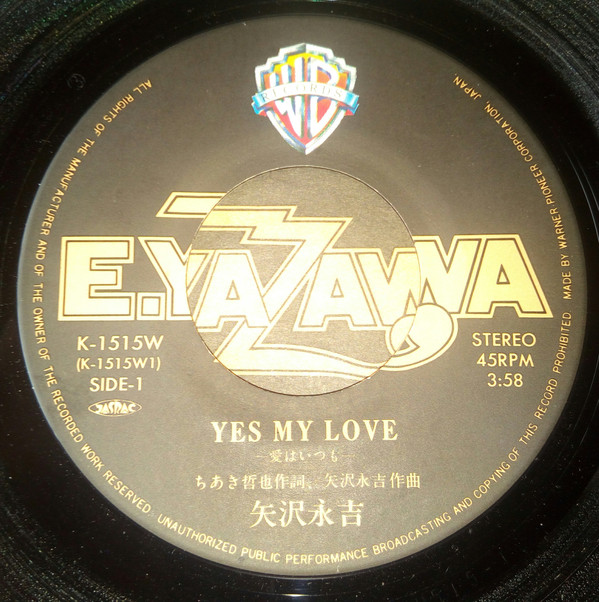 WB
RECORDS
E.YAZAWA
K-1515W
(K-1515W1)
SIDE-1
JASRAC
STEREO
45RPM
3:58
YES MY LOVE
—愛はいつも—
ちあき哲也作詞、矢沢永吉作曲
矢沢永吉
ALL RIGHTS OF THE MANUFACTURER AND OF THE OWNER OF THE RECORDED WORK RESERVED. UNAUTHORIZED PUBLIC PERFORMANCE BROADCASTING AND COPYING OF THIS RECORD PROHIBITED MADE BY WARNER PIONEER CORPORATION, JAPAN.